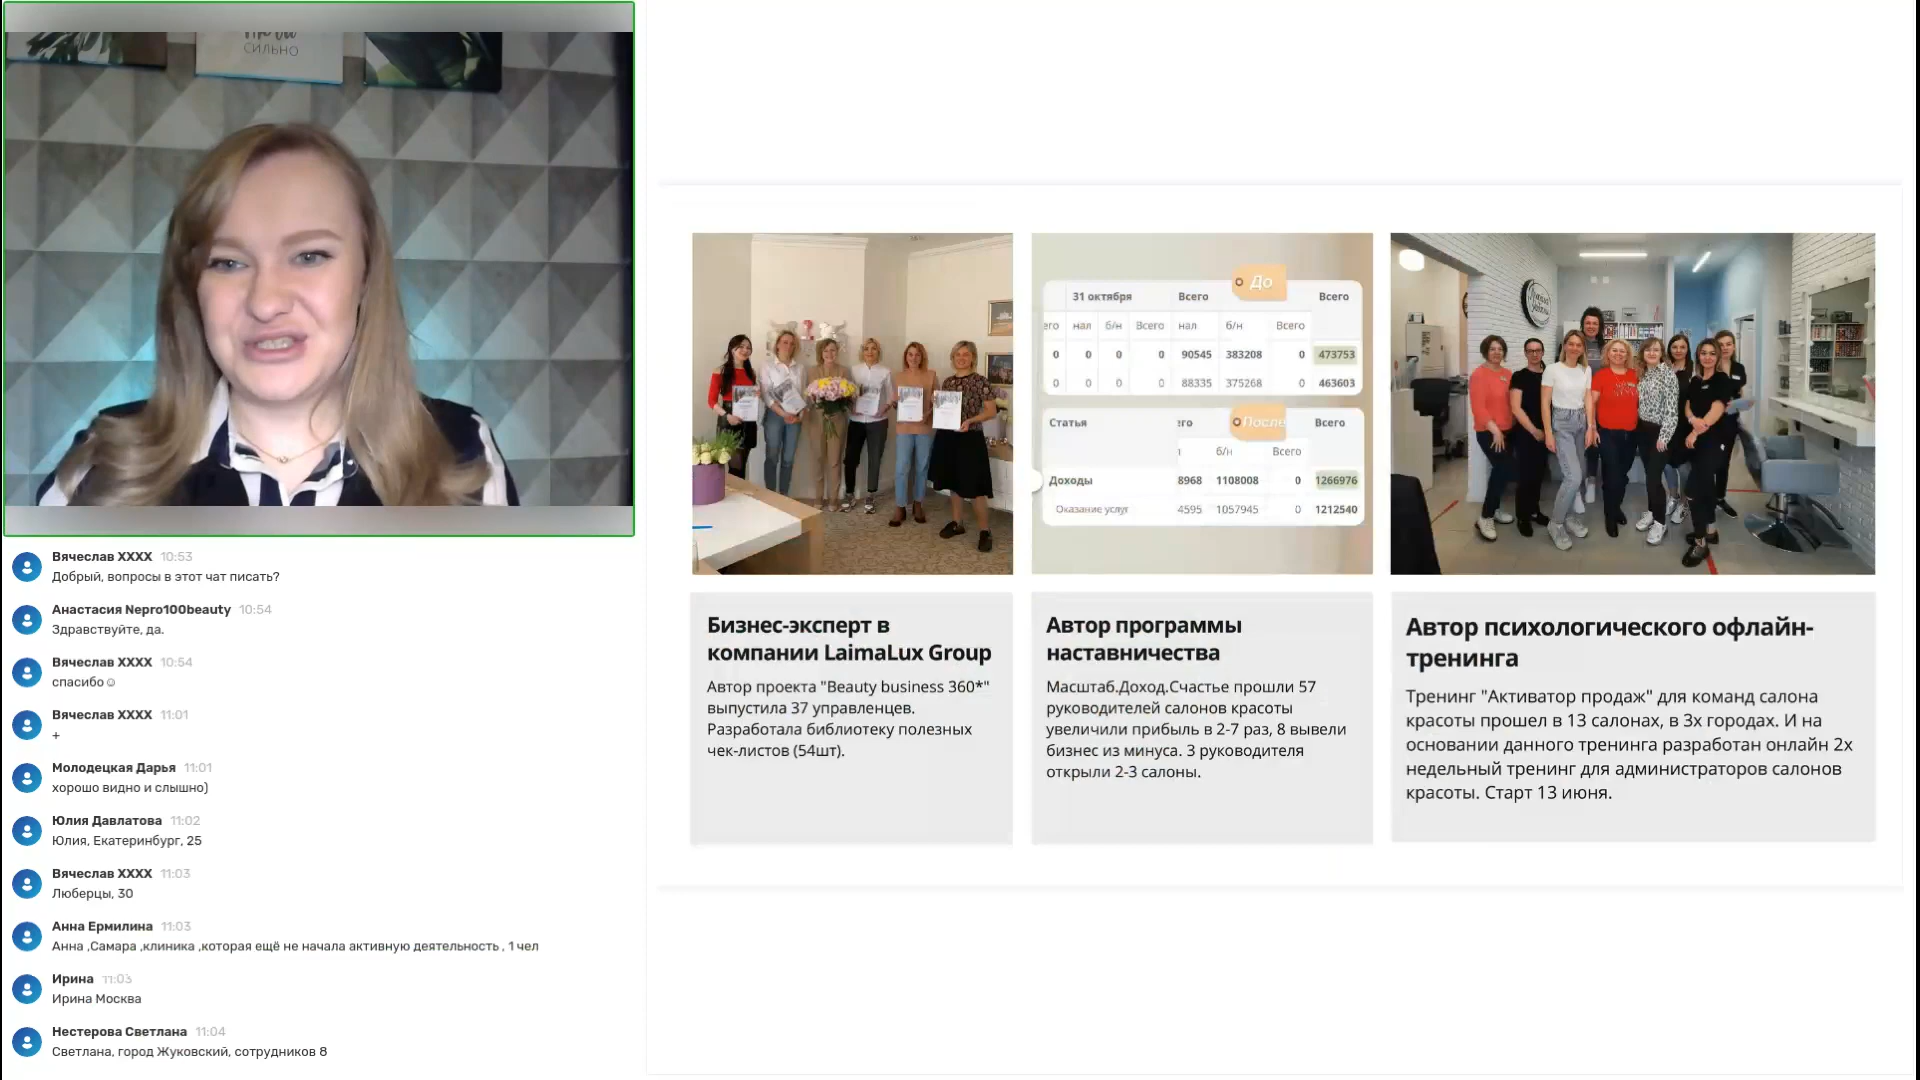 СИЛЬНО
Вячеслав ХХХХ 10:53
Добрый, вопросы в этот чат писать?
Анастасия Nepro100beauty 10:54
Здравствуйте, да.
Вячеслав ХХХХ 10:54
спасибо☺
Вячеслав ХХХХ 11:01
+
Молодецкая Дарья 11:01
хорошо видно и слышно)
Юлия Давлатова 11:02
Юлия, Екатеринбург, 25
Вячеслав ХХХХ 11:03
Люберцы, 30
Анна Ермилина 11:03
Анна ,Самара ,клиника ,которая ещё не начала активную деятельность , 1 чел
Ирина 11:03
Ирина Москва
Нестерова Светлана 11:04
Светлана, город Жуковский, сотрудников 8
До
31 октября Всего Всего
его нал б/н Всего нал б/н Всего
0 0 0 0 90545 383208 0 473753
0 0 0 0 88335 375268 0 463603
После
Статья его Всего
б/н Всего
Доходы 8968 1108008 0 1266976
Оказание услуг 4595 1057945 0 1212540
Бизнес-эксперт в
компании LaimaLux Group
Автор проекта "Beauty business 360*"
выпустила 37 управленцев.
Разработала библиотеку полезных
чек-листов (54шт).
Автор программы
наставничества
Масштаб.Доход.Счастье прошли 57
руководителей салонов красоты
увеличили прибыль в 2-7 раз, 8 вывели
бизнес из минуса. 3 руководителя
открыли 2-3 салоны.
Автор психологического офлайн-
тренинга
Тренинг "Активатор продаж" для команд салона
красоты прошел в 13 салонах, в 3х городах. И на
основании данного тренинга разработан онлайн 2х
недельный тренинг для администраторов салонов
красоты. Старт 13 июня.